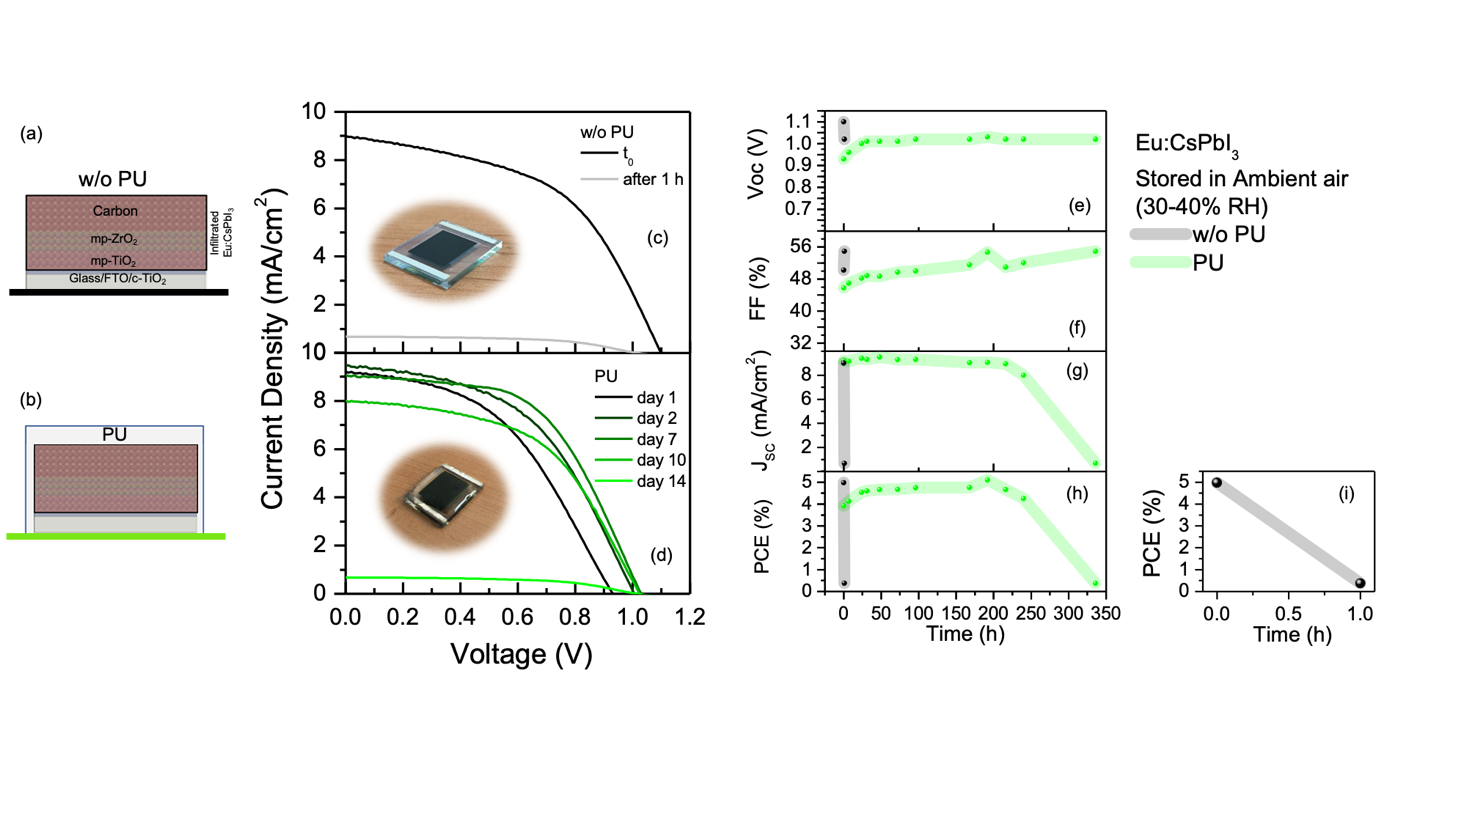 (a)
w/o PU
Carbon
mp-ZrO2
mp-TiO2
Glass/FTO/c-TiO2
Infiltrated
Eu:CsPbI3
(b)
PU
Current Density (mA/cm2)
10
8
6
4
2
w/o PU
t0
after 1 h
(c)
10
8
6
4
2
0
PU
day 1
day 2
day 7
day 10
day 14
(d)
0.0 0.2 0.4 0.6 0.8 1.0 1.2
Voltage (V)
Voc (V)
1.1
1.0
0.9
0.8
0.7
(e)
FF (%)
56
48
40
32
(f)
JSC (mA/cm2)
8
6
4
2
(g)
PCE (%)
5
4
3
2
1
0
(h)
0 50 100 150 200 250 300 350
Time (h)
Eu:CsPbI3
Stored in Ambient air
(30-40% RH)
w/o PU
PU
PCE (%)
5
4
3
2
1
0
(i)
0.0 0.5 1.0
Time (h)